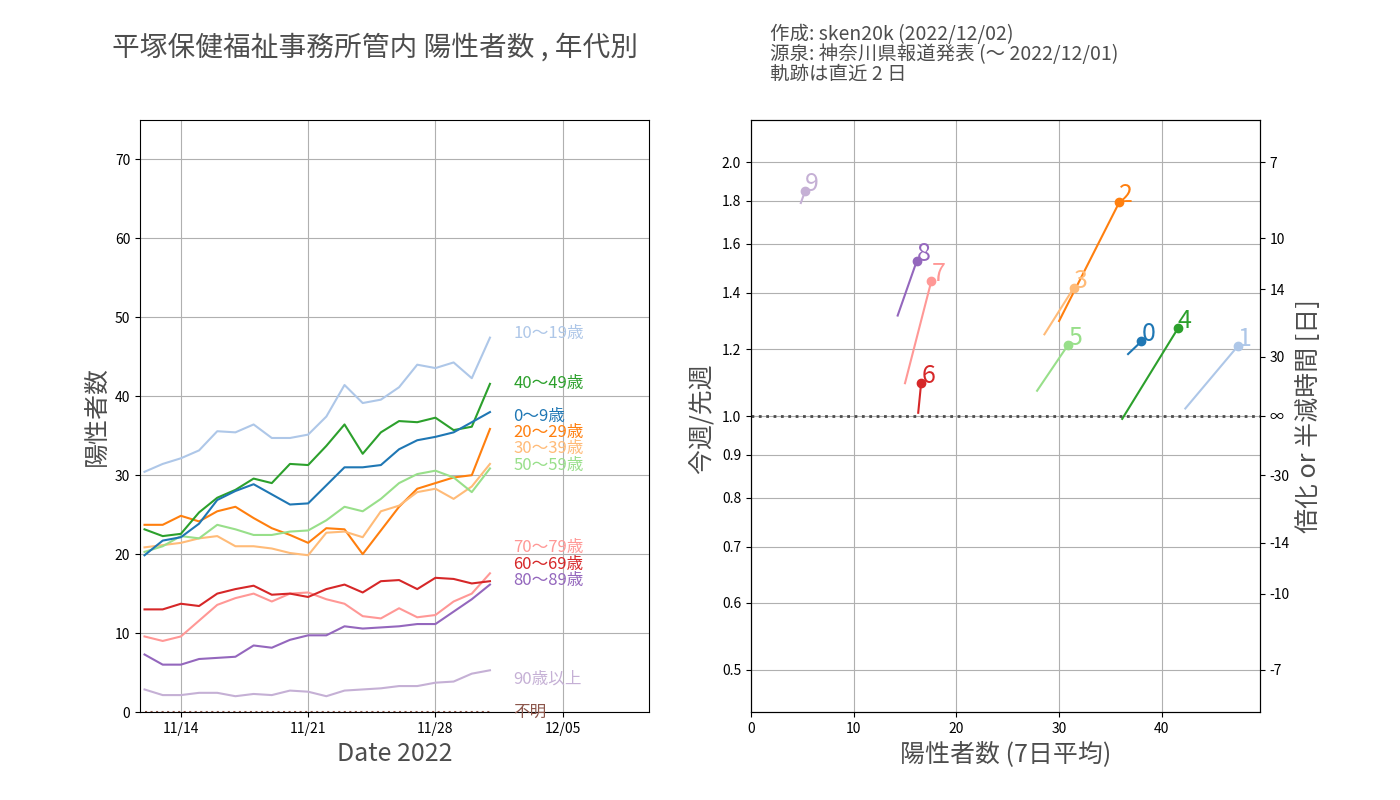 平塚保健福祉事務所管内 陽性者数 , 年代別
作成: sken20k (2022/12/02)
源泉: 神奈川県報道発表 (～ 2022/12/01)
軌跡は直近 2 日
陽性者数
70
60
50
40
30
20
10
0
11/14
11/21
11/28
12/05
Date 2022
10～19歳
40～49歳
0～9歳
20～29歳
30～39歳
50～59歳
70～79歳
60～69歳
80～89歳
90歳以上
不明
今週/先週
2.0
1.8
1.6
1.4
1.2
1.0
0.9
0.8
0.7
0.6
0.5
9
2
8
7
3
4
5
0
1
6
0
10
20
30
40
陽性者数 (7日平均)
7
10
14
30
∞
-30
-14
-10
-7
倍化 or 半減時間 [日]